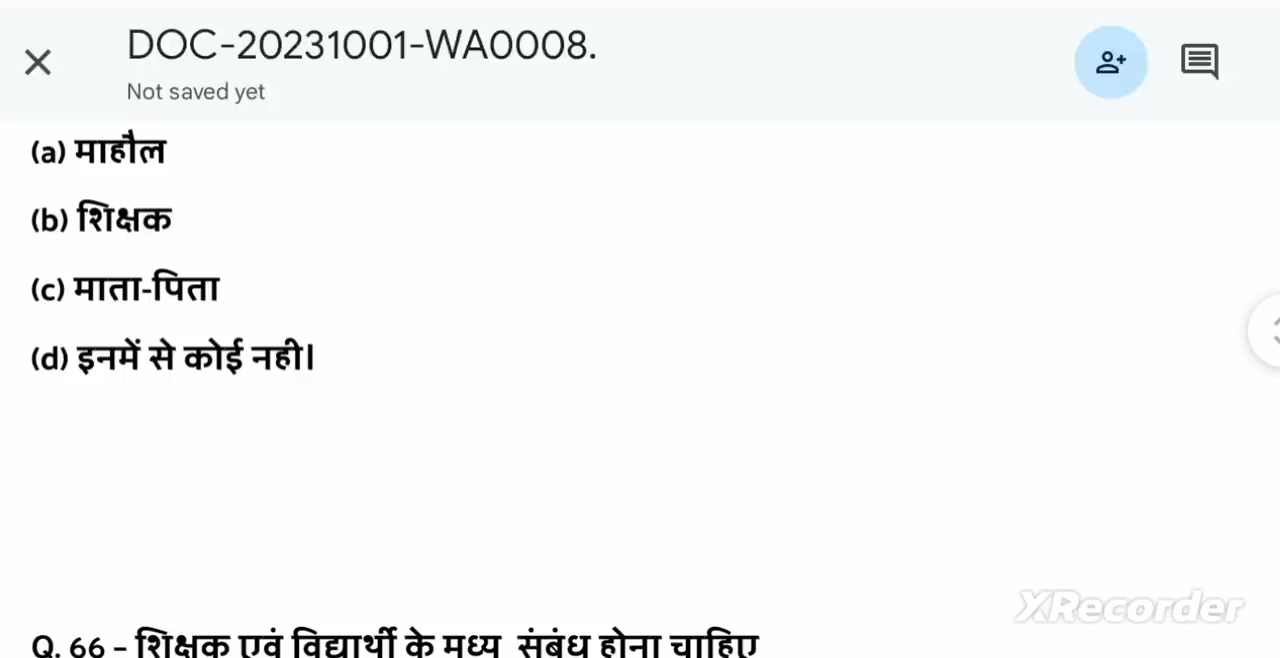 DOC-20231001-WA0008.
Not saved yet
(a) माहौल
(b) शिक्षक
(c) माता-पिता
(d) इनमें से कोई नही।
XRecorder
Q. 66 - शिक्षक एवं विद्यार्थी के मध्य संबंध होना चाहिए